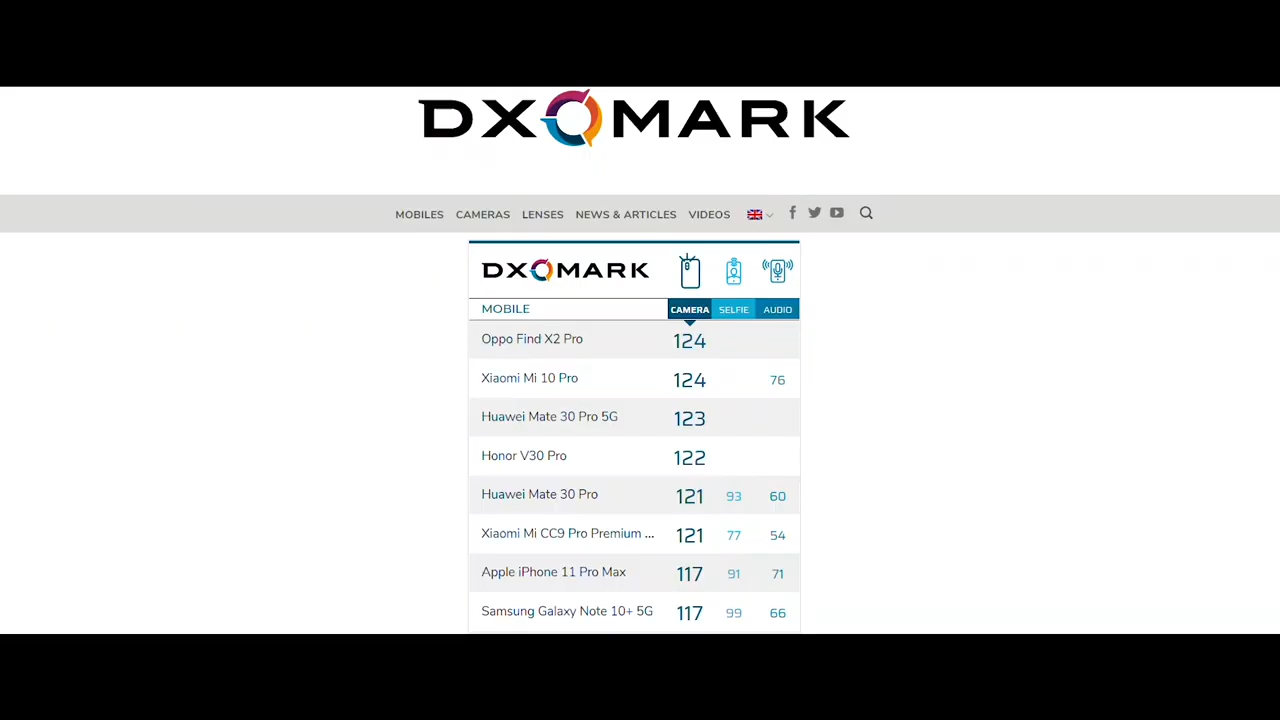 DXOMARK
MOBILES CAMERAS LENSES NEWS & ARTICLES VIDEOS
DXOMARK
MOBILE CAMERA SELFIE AUDIO
Oppo Find X2 Pro 124
Xiaomi Mi 10 Pro 124 76
Huawei Mate 30 Pro 5G 123
Honor V30 Pro 122
Huawei Mate 30 Pro 121 93 60
Xiaomi Mi CC9 Pro Premium ... 121 77 54
Apple iPhone 11 Pro Max 117 91 71
Samsung Galaxy Note 10+ 5G 117 99 66